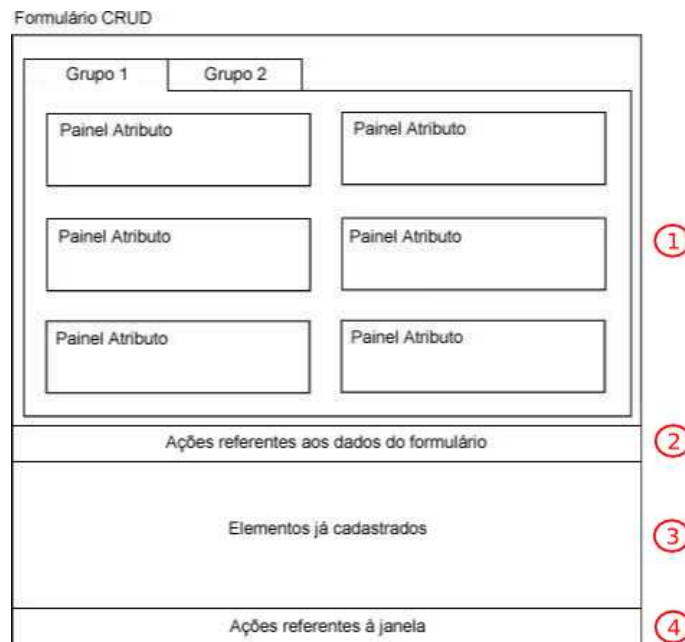 Formulário CRUD
Grupo 1 Grupo 2
Painel Atributo Painel Atributo
Painel Atributo Painel Atributo
1
Painel Atributo Painel Atributo
Ações referentes aos dados do formulário 2
Elementos já cadastrados 3
Ações referentes à janela 4